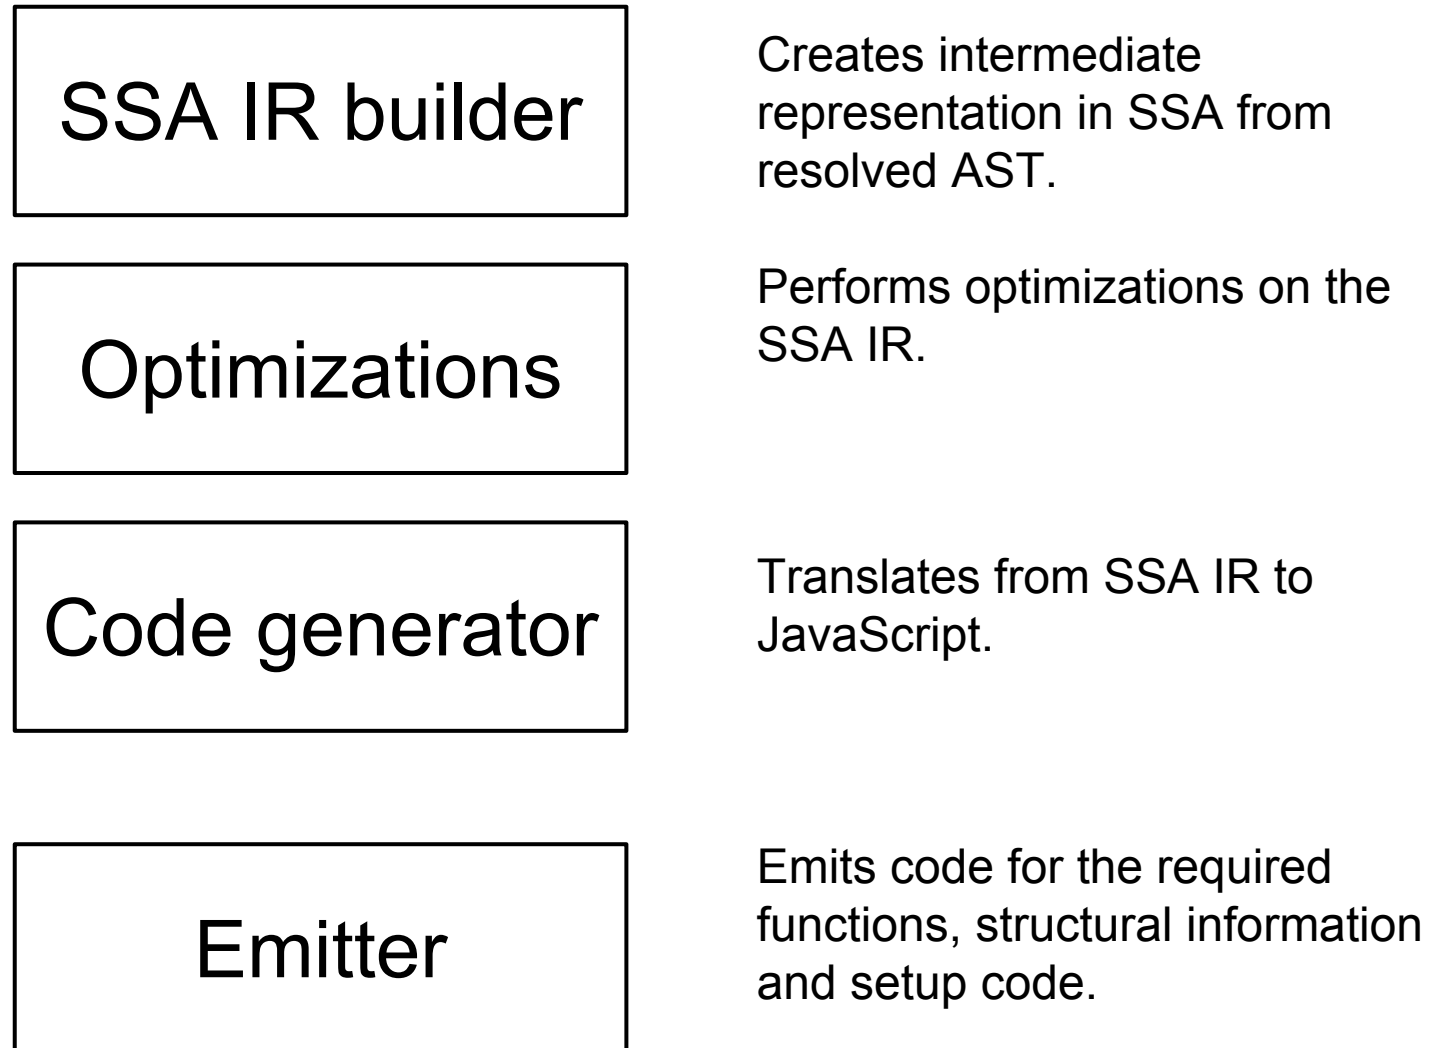 SSA IR builder
Creates intermediate
representation in SSA from
resolved AST.
Optimizations
Performs optimizations on the
SSA IR.
Code generator
Translates from SSA IR to
JavaScript.
Emitter
Emits code for the required
functions, structural information
and setup code.